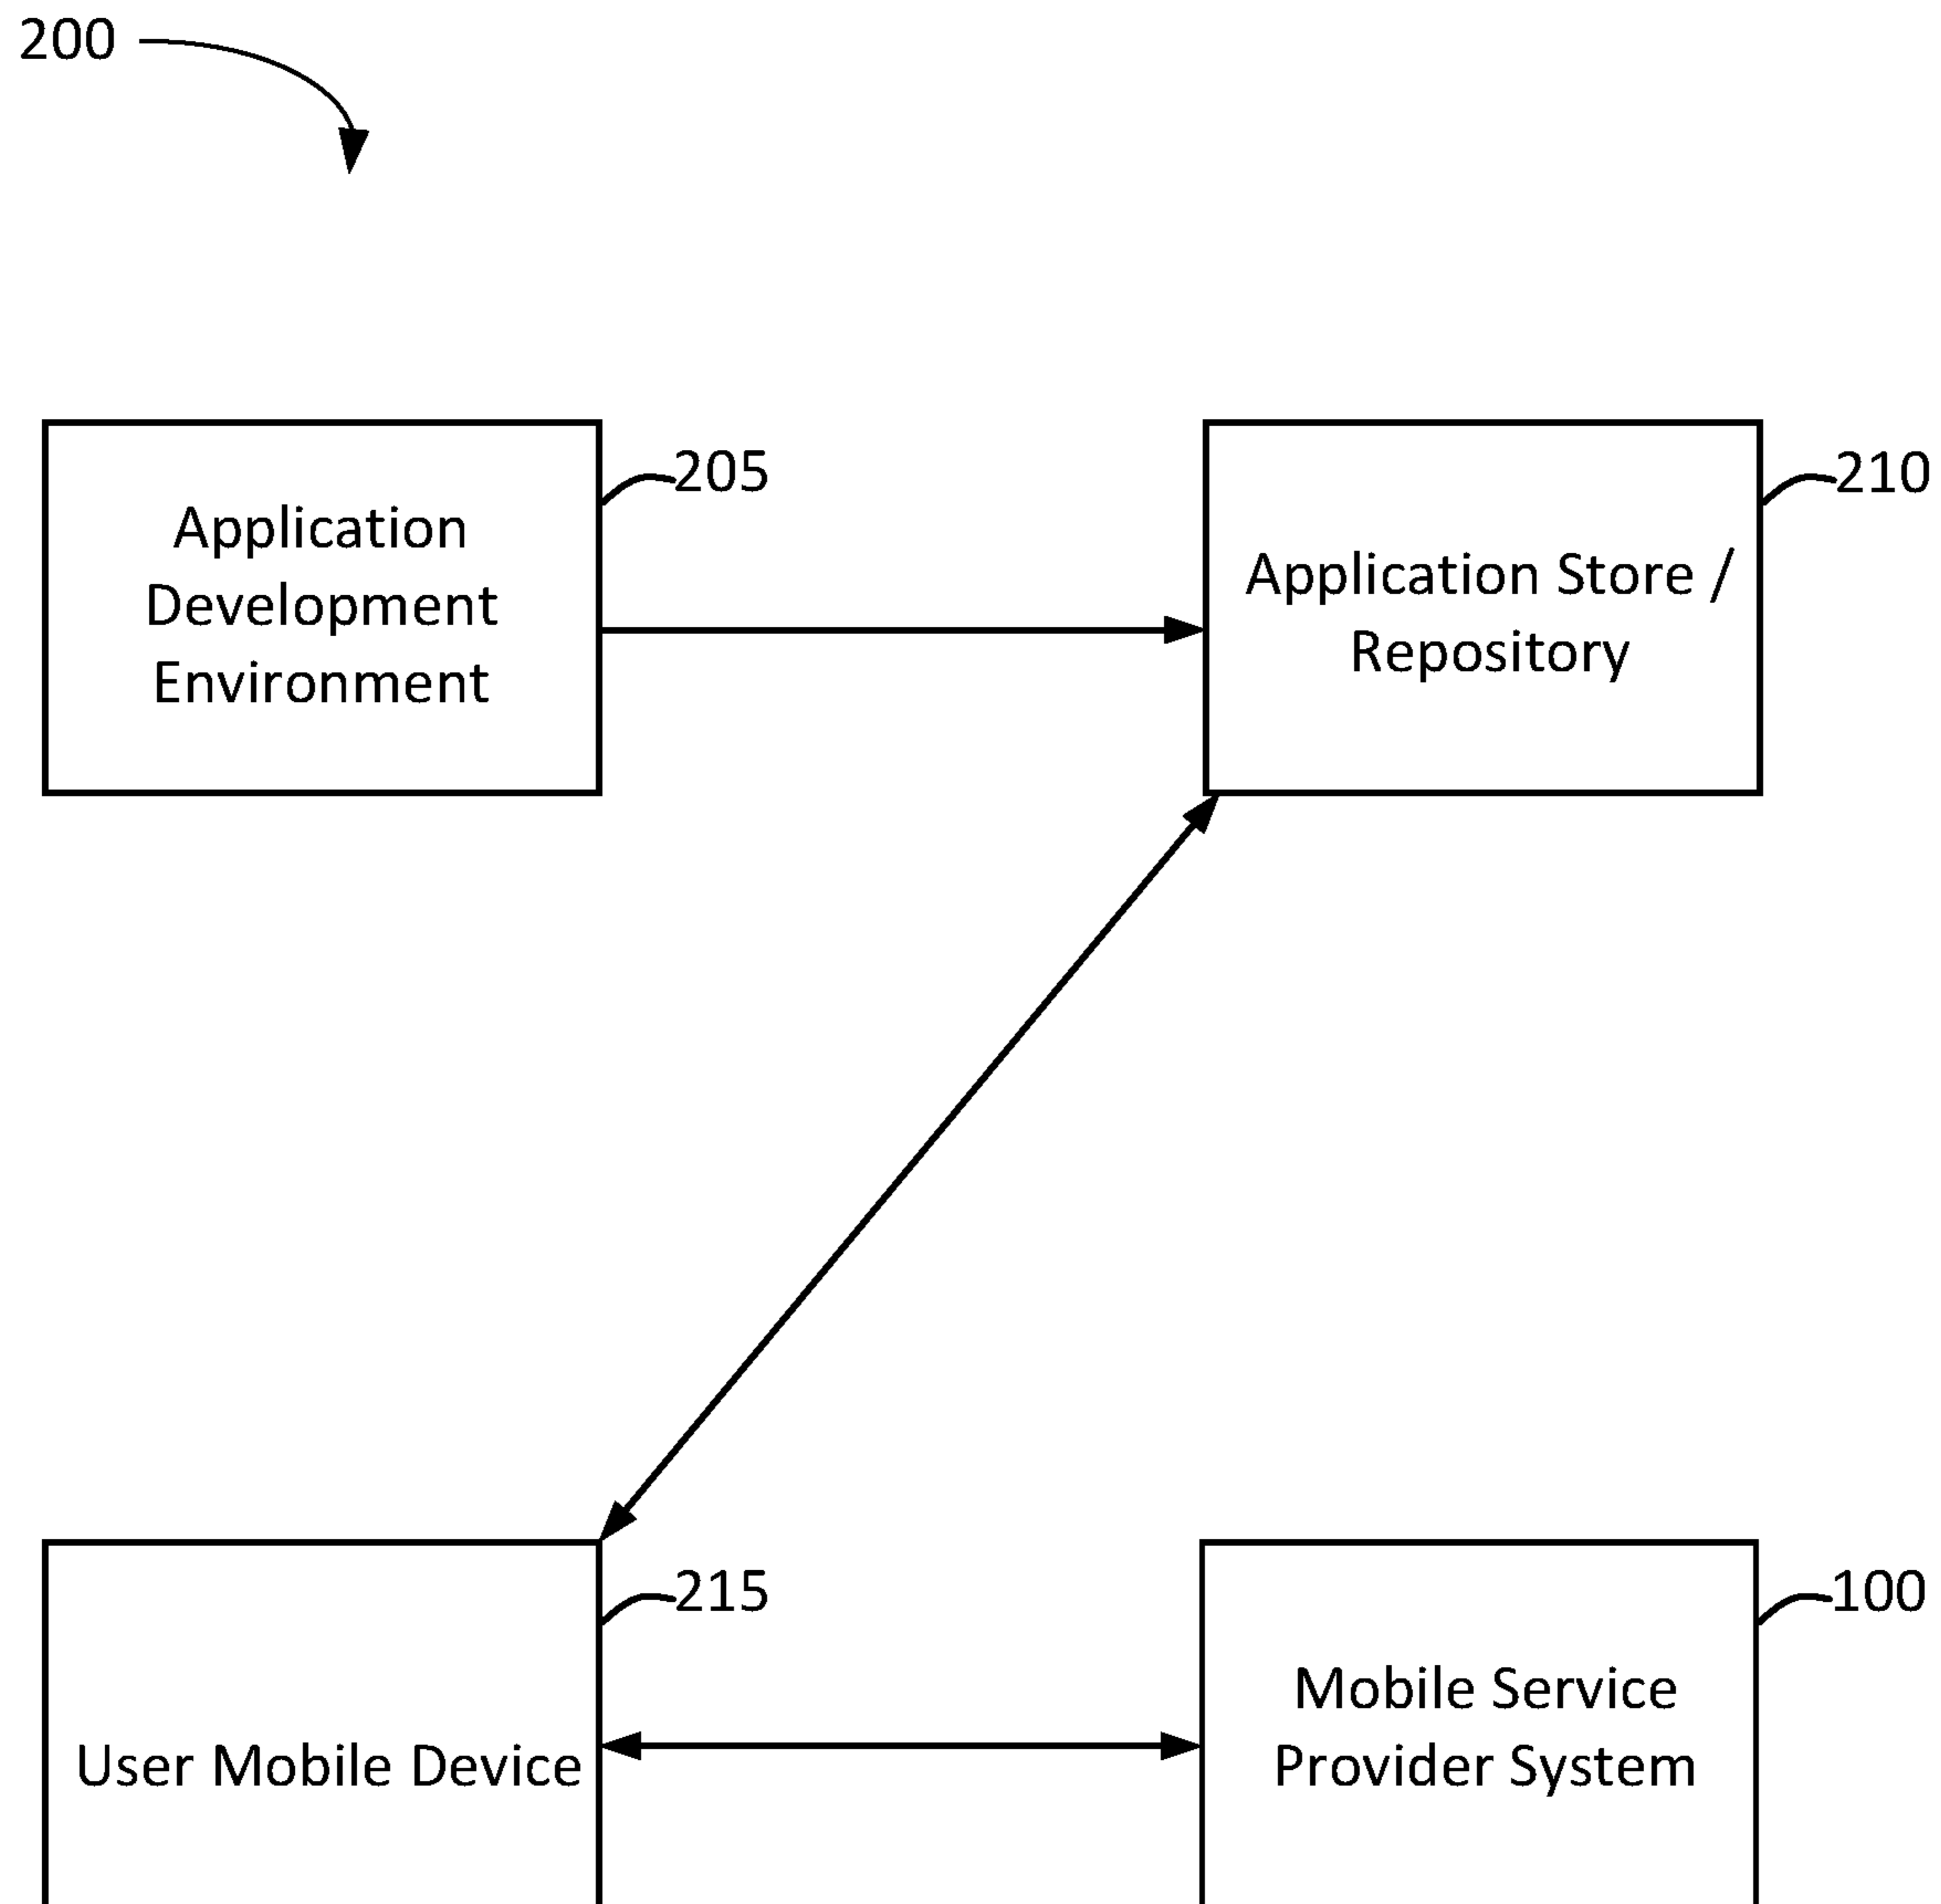 200
205
Application
Development
Environment
210
Application Store /
Repository
215
User Mobile Device
100
Mobile Service
Provider System